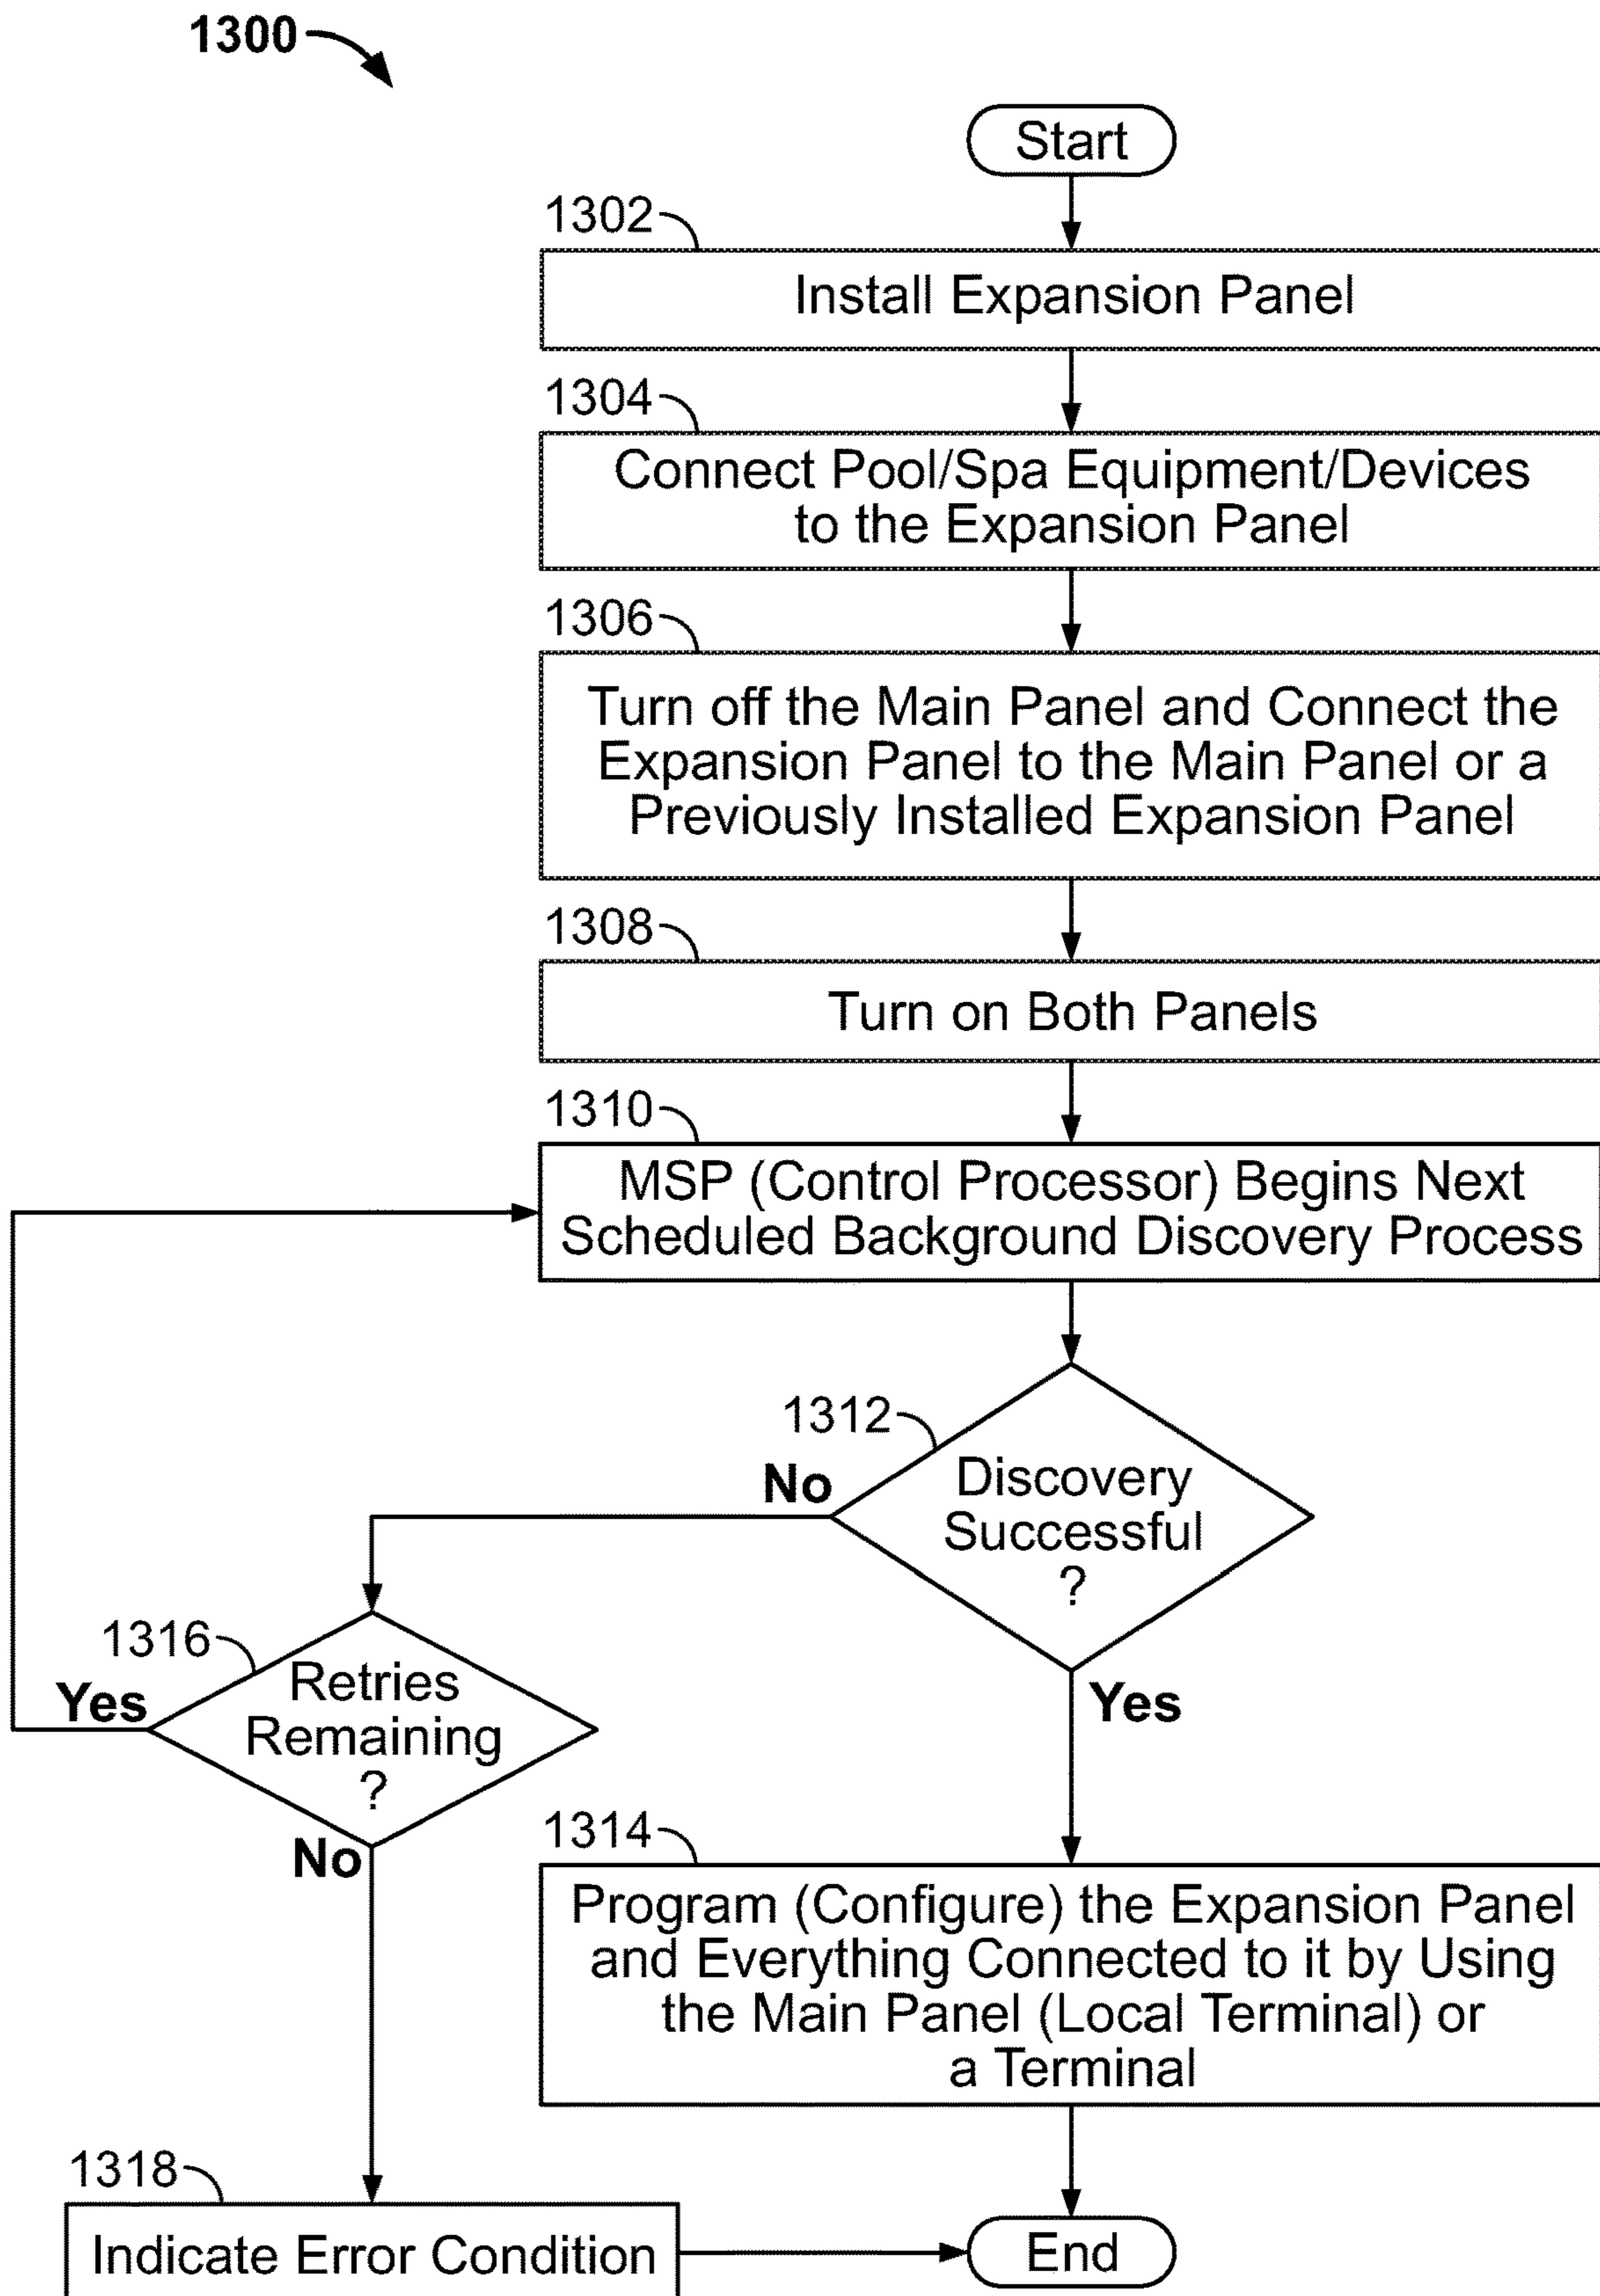 1300
Start
1302
Install Expansion Panel
1304
Connect Pool/Spa Equipment/Devices
to the Expansion Panel
1306
Turn off the Main Panel and Connect the
Expansion Panel to the Main Panel or a
Previously Installed Expansion Panel
1308
Turn on Both Panels
1310
MSP (Control Processor) Begins Next
Scheduled Background Discovery Process
1312
No
Discovery
Successful
?
Yes
1316
Yes
Retries
Remaining
?
No
1314
Program (Configure) the Expansion Panel
and Everything Connected to it by Using
the Main Panel (Local Terminal) or
a Terminal
1318
Indicate Error Condition
End